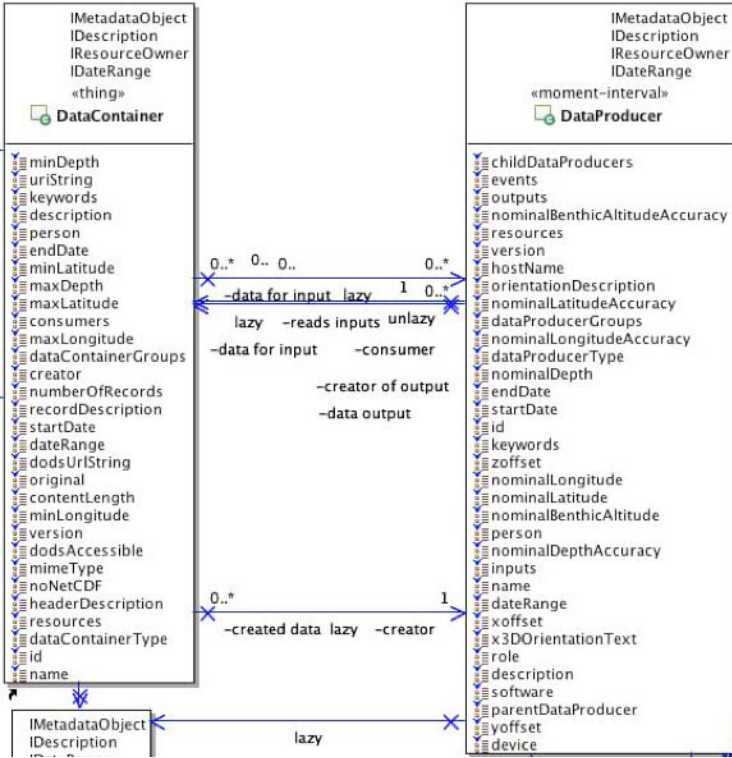 IMetadataObject
IDescription
IResourceOwner
IDateRange
«thing»
DataContainer
minDepth
uriString
keywords
description
person
endDate
minLatitude
maxDepth
maxLatitude
consumers
maxLongitude
dataContainerGroups
creator
numberOfRecords
recordDescription
startDate
dateRange
dodsUrlString
original
contentLength
minLongitude
version
dodsAccessible
mimeType
noNetCDF
headerDescription
resources
dataContainerType
id
name
0..* 0.. 0.. 0..*
-data for input lazy 1 0..*
lazy -reads inputs unlazy
-data for input -consumer
-creator of output
-data output
0..* 1
-created data lazy -creator
lazy
IMetadataObject
IDescription
IResourceOwner
IDateRange
«moment-interval»
DataProducer
childDataProducers
events
outputs
nominalBenthicAltitudeAccuracy
resources
version
hostName
orientationDescription
nominalLatitudeAccuracy
dataProducerGroups
nominalLongitudeAccuracy
dataProducerType
nominalDepth
endDate
startDate
id
keywords
zoffset
nominalLongitude
nominalLatitude
nominalBenthicAltitude
person
nominalDepthAccuracy
inputs
name
dateRange
xoffset
x3DOrientationText
role
description
software
parentDataProducer
yoffset
device
IMetadataObject
IDescription